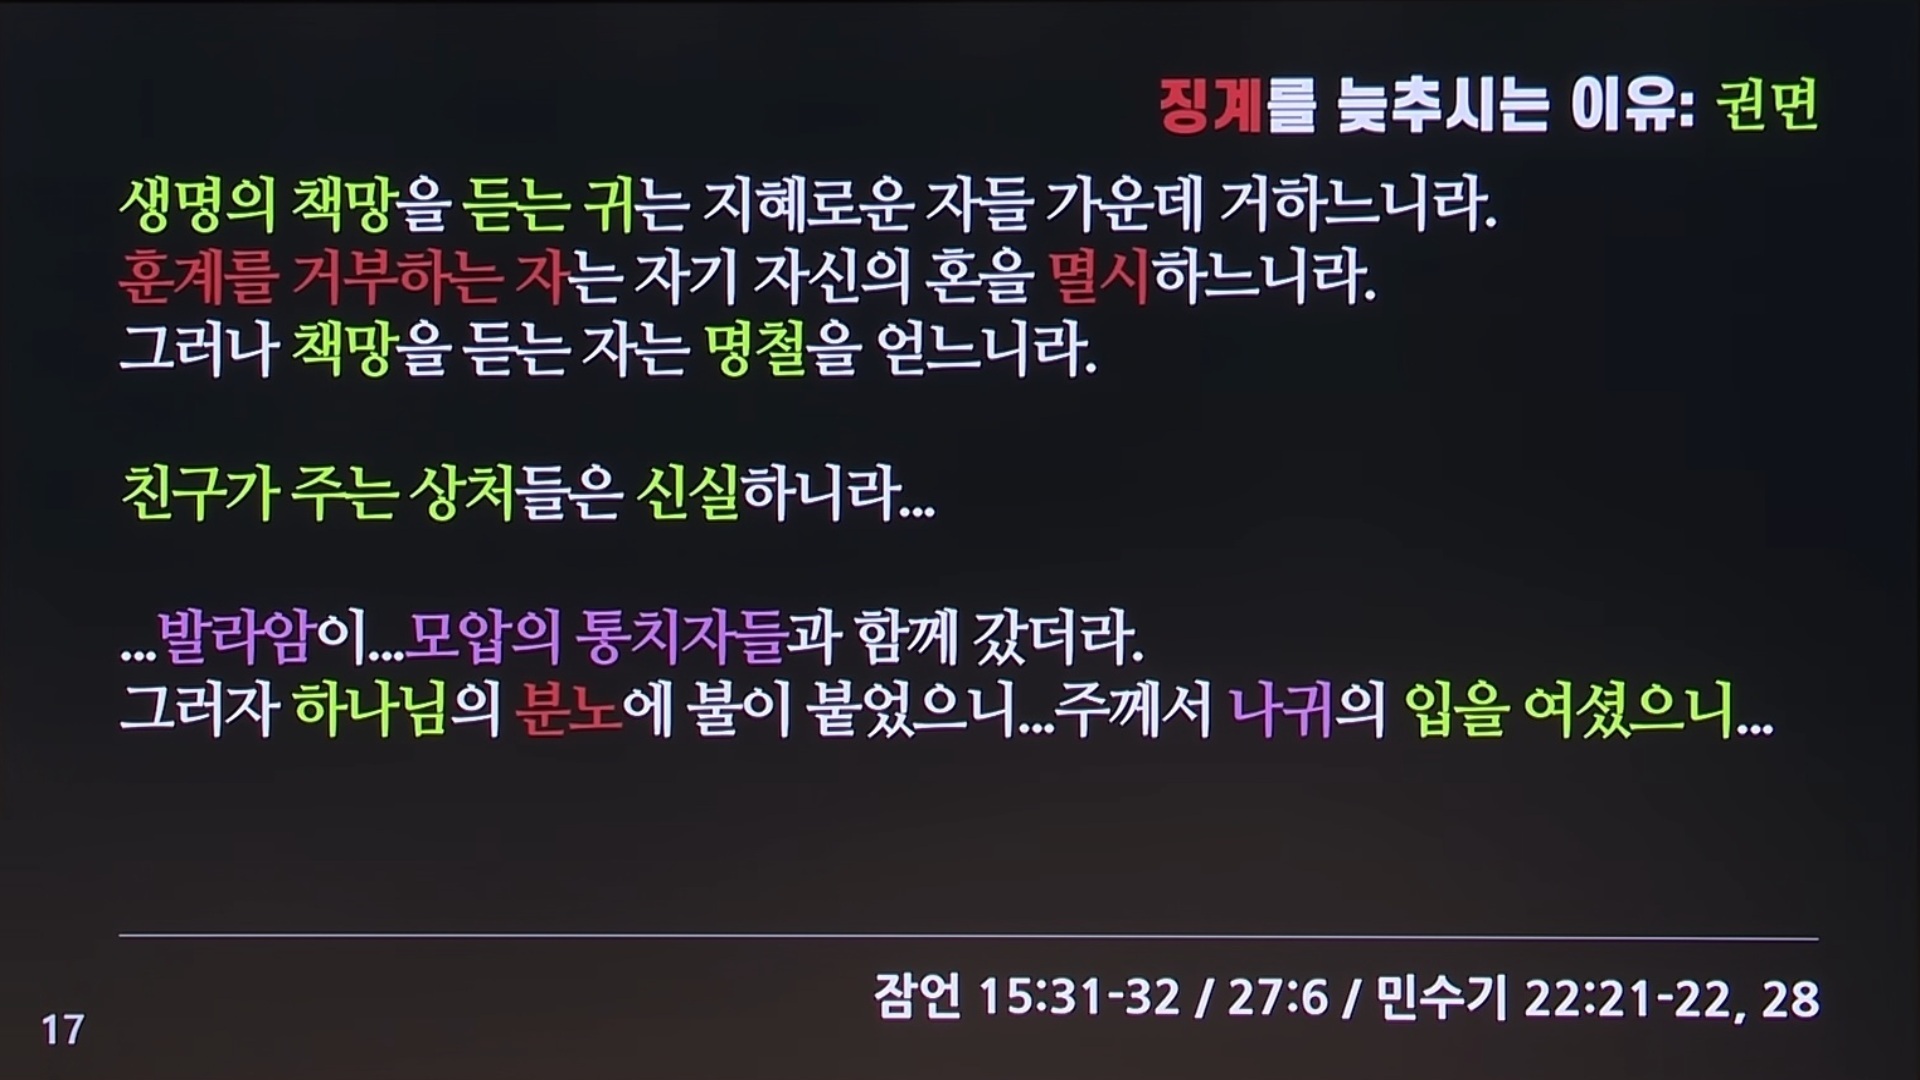 징계를 늦추시는 이유: 권면
생명의 책망을 듣는 귀는 지혜로운 자들 가운데 거하느니라.
훈계를 거부하는 자는 자기 자신의 혼을 멸시하느니라.
그러나 책망을 듣는 자는 명철을 얻느니라.
친구가 주는 상처들은 신실하니라...
...발라암이...모압의 통치자들과 함께 갔더라.
그러자 하나님의 분노에 불이 붙었으니...주께서 나귀의 입을 여셨으니...
잠언 15:31-32 / 27:6 / 민수기 22:21-22, 28
17